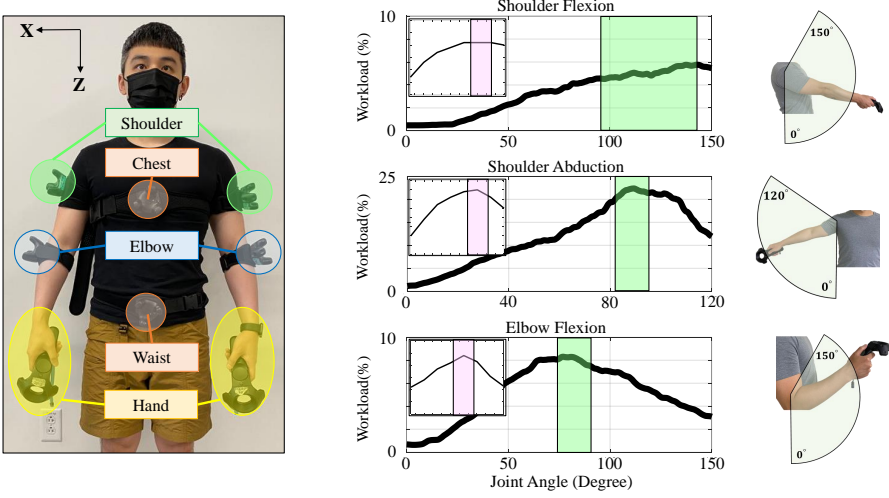 X
Z
Shoulder
Chest
Elbow
Waist
Hand
Shoulder Flexion
10
Workload (%)
0
0
50
100
150
150°
0°
Shoulder Abduction
25
Workload(%)
0
0
40
80
120
120°
0°
Elbow Flexion
10
Workload(%)
0
0
50
100
150
Joint Angle (Degree)
150°
0°